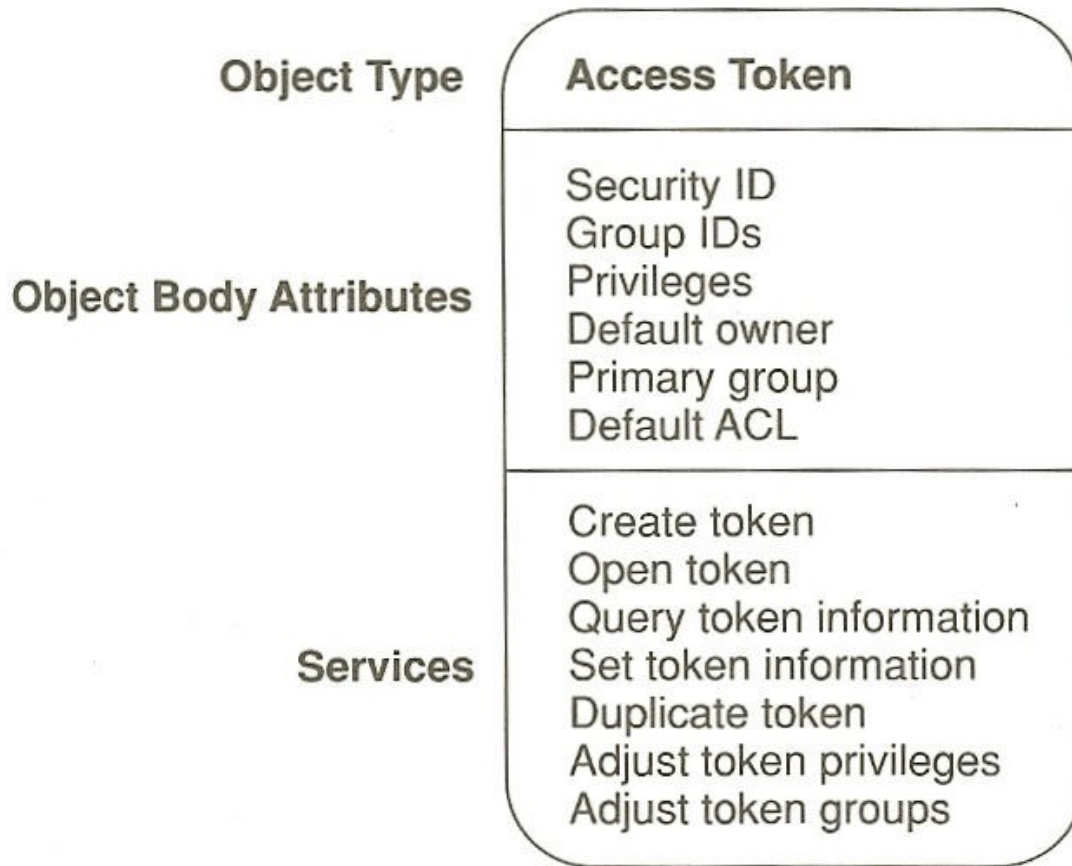 Object Type
Access Token
Object Body Attributes
Security ID
Group IDs
Privileges
Default owner
Primary group
Default ACL
Services
Create token
Open token
Query token information
Set token information
Duplicate token
Adjust token privileges
Adjust token groups